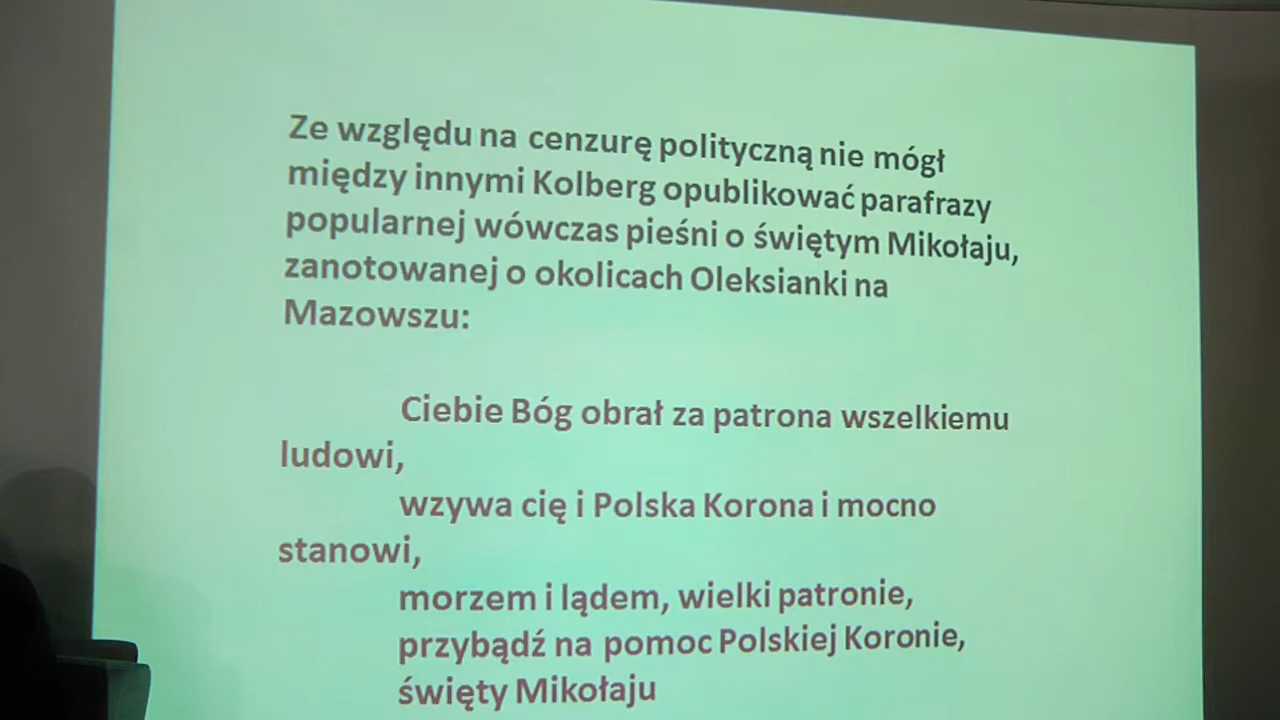 Ze względu na cenzurę polityczną nie mógł
między innymi Kolberg opublikować parafrazy
popularnej wówczas pieśni o świętym Mikołaju,
zanotowanej o okolicach Oleksianki na
Mazowszu:
Ciebie Bóg obrał za patrona wszelkiemu
ludowi,
wzywa cię i Polska Korona i mocno
stanowi,
morzem i lądem, wielki patronie,
przybądź na pomoc Polskiej Koronie,
święty Mikołaju